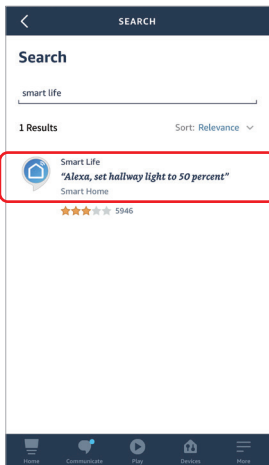 SEARCH
Search
smart life
1 Results Sort: Relevance
Smart Life
"Alexa, set hallway light to 50 percent"
Smart Home
5946
Home Communicate Play Devices More